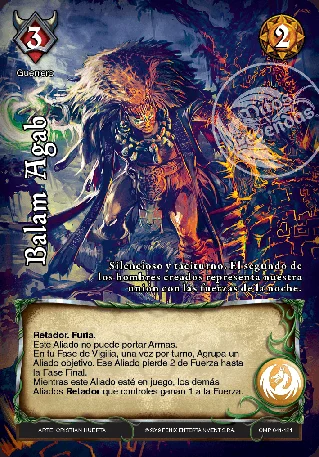 3
2
Guerrero
Mitos
Leyendas
Balam Agab
Silencioso y taciturno. El segundo de
los hombres creados representa nuestra
unión con las fuerzas de la noche.
Retador. Furia.
Este Aliado no puede portar Armas.
En tu Fase de Vigilia, una vez por turno, Agrupa un
Aliado objetivo. Ese Aliado pierde 2 de Fuerza hasta
la Fase Final.
Mientras este Aliado esté en juego, los demás
Aliados Retador que controles ganan 1 a la Fuerza.